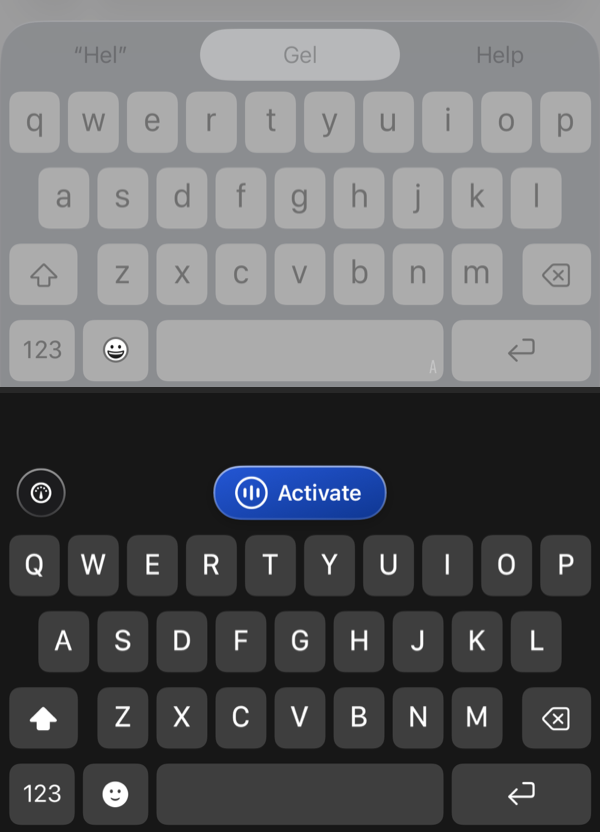 “Hel” Gel Help
q w e r t y u i o p
a s d f g h j k l
z x c v b n m
123 A
Activate
Q W E R T Y U I O P
A S D F G H J K L
Z X C V B N M
123